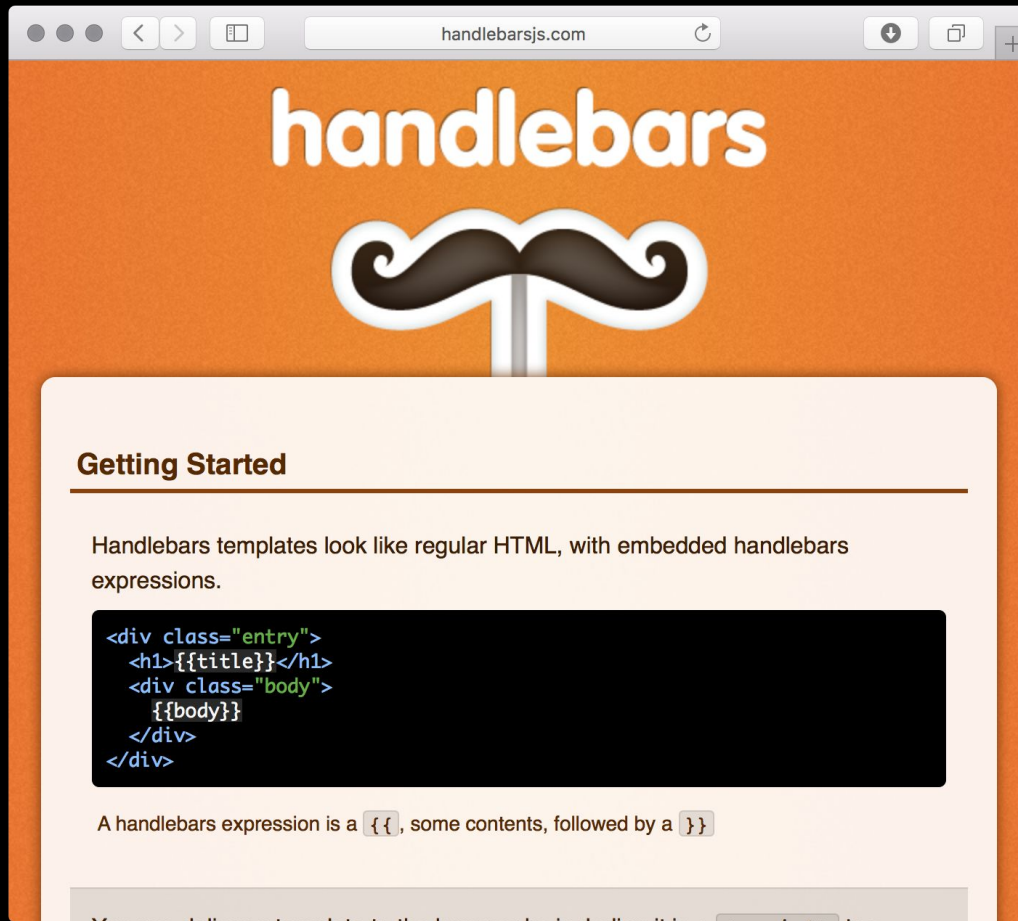 handlebarsjs.com
handlebars
Getting Started
Handlebars templates look like regular HTML, with embedded handlebars
expressions.
<div class="entry">
  <h1>{{title}}</h1>
  <div class="body">
    {{body}}
  </div>
</div>
A handlebars expression is a {{, some contents, followed by a }}